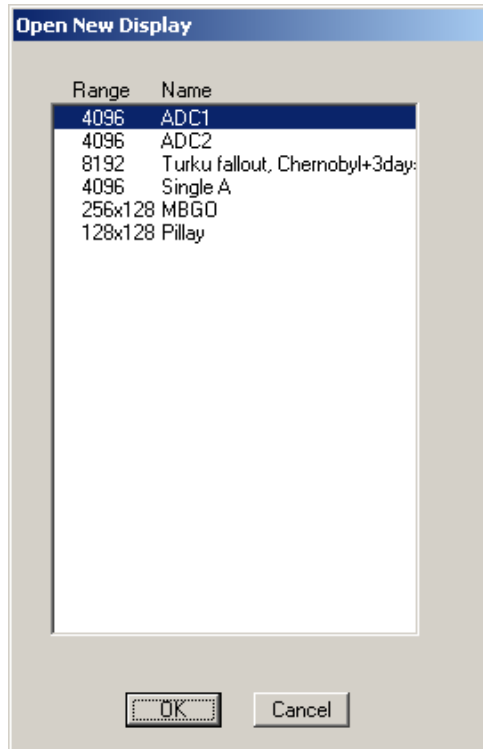 Open New Display
Range Name
4096 ADC1
4096 ADC2
8192 Turku fallout, Chernobyl+3day
4096 Single A
256x128 MBGO
128x128 Pillay
OK Cancel